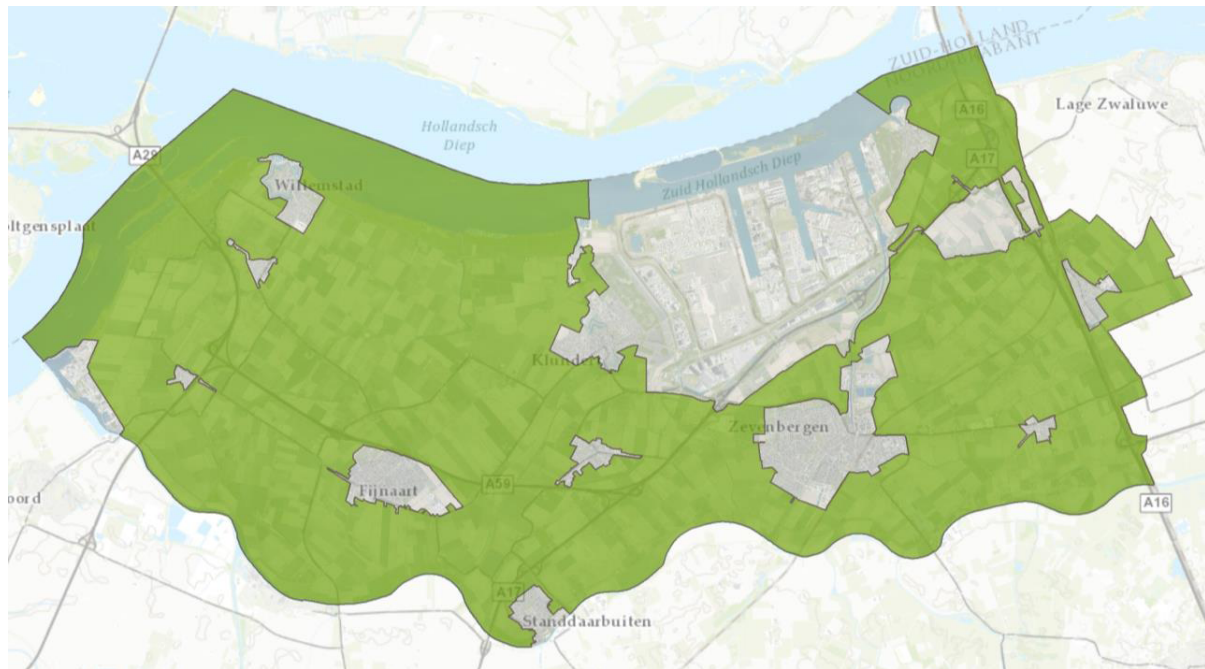 ZUID-HOLLAND
NOORD-BRABANT
Lage Zwaluwe
A16
Hollandsch
Diep
A29
A17
Zuid Hollandsch Diep
Willemstad
oltgensplaat
Klundert
Zevenbergen
A59
Fijnaart
oord
A16
A17
Standdaarbuiten